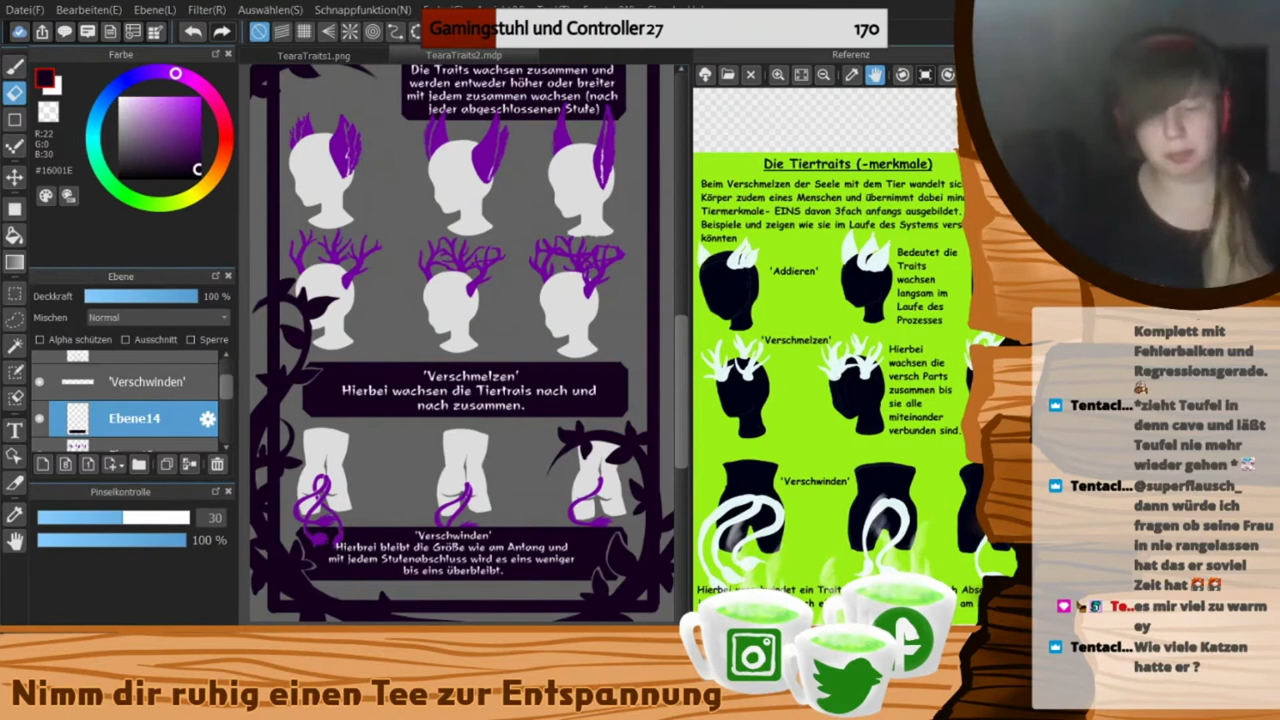 Datei(F) Bearbeiten(E) Ebene(L) Filter(R) Auswählen(S) Schnappfunktion(N)
Gamingstuhl und Controller27 170
Farbe
TearaTraits1.png
TearaTraits2.mdp
Referenz
R:22
G:0
B:30
#16001E
Ebene
Deckkraft 100 %
Mischen Normal
Alpha schützen Ausschnitt Sperre
'Verschwinden'
Ebene14
Pinselkontrolle
30
100 %
Die Traits wachsen zusammen und
werden entweder höher oder breiter
mit jedem zusammen wachsen (nach
jeder abgeschlossenen Stufe)
'Verschmelzen'
Hierbei wachsen die Tiertrais nach und
nach zusammen.
'Verschwinden'
Hierbrei bleibt die Größe wie am Anfang und
mit jedem Stufenabschluss wird es eins weniger
bis eins überbleibt.
Die Tiertraits (-merkmale)
Beim Verschmelzen der Seele mit dem Tier wandelt
Körper zudem eines Menschen und übernimmt dabei
Tiermerkmale- EINS davon 3fach anfangs ausgebildet.
Beispiele und zeigen wie sie im Laufe des Systems
könnten
'Addieren'
Bedeutet die
Traits
wachsen
langsam im
Laufe des
Prozesses
'Verschmelzen'
Hierbei
wachsen die
versch Parts
zusammen bis
sie alle
miteinander
verbunden sind.
'Verschwinden'
Komplett mit
Fehlerbalken und
Regressionsgerade.
Tentacl... *zieht Teufel in
denn cave und läßt
Teufel nie mehr
wieder gehen *
Tentacl... @superflausch_
dann würde ich
fragen ob seine Frau
in nie rangelassen
hat das er soviel
Zeit hat
Te.. es mir viel zu warm
ey
Tentacl... Wie viele Katzen
hatte er ?
Nimm dir ruhig einen Tee zur Entspannung